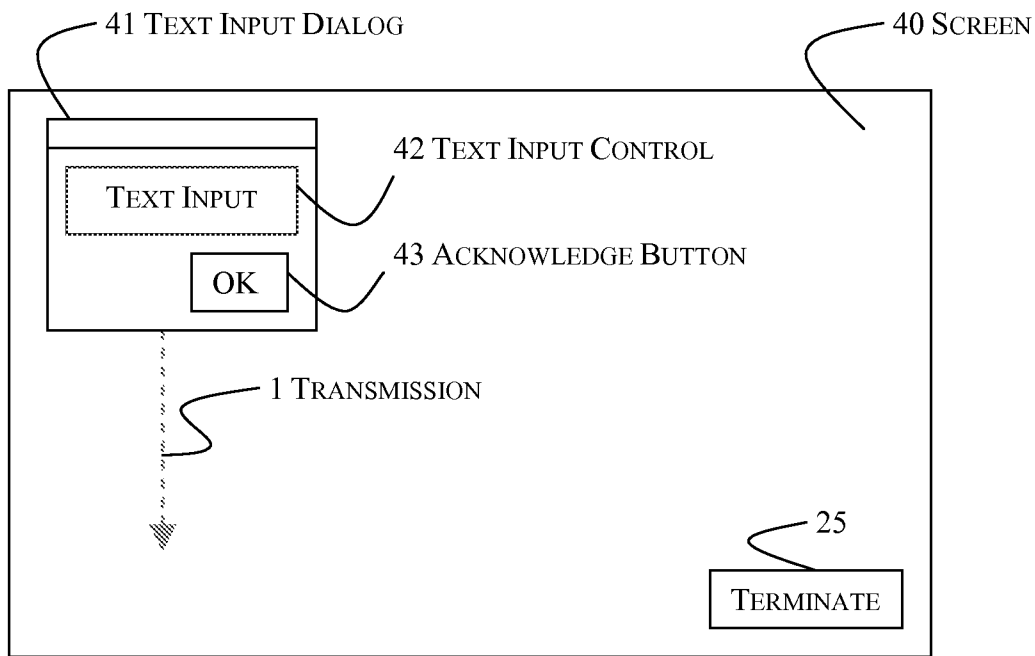 41 TEXT INPUT DIALOG
40 SCREEN
42 TEXT INPUT CONTROL
TEXT INPUT
43 ACKNOWLEDGE BUTTON
OK
1 TRANSMISSION
25
TERMINATE